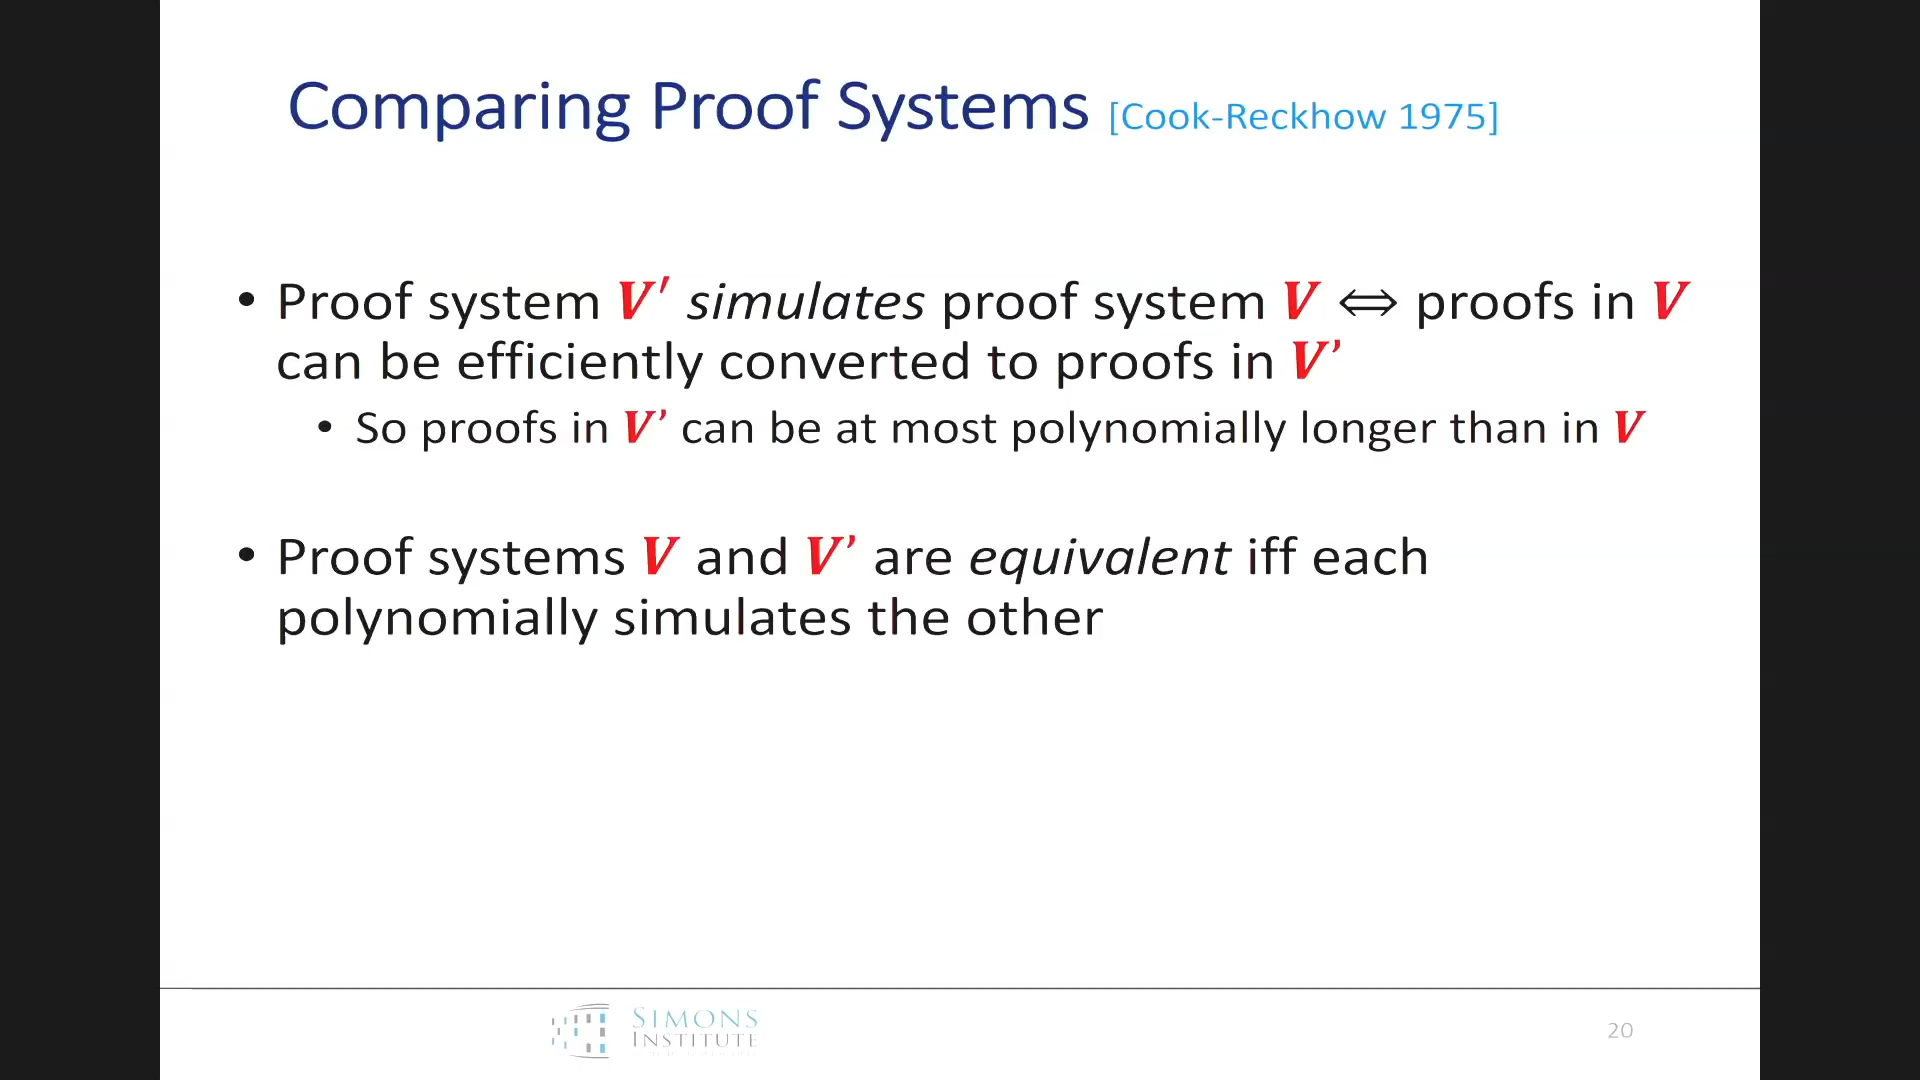 Comparing Proof Systems [Cook-Reckhow 1975]
• Proof system V′ simulates proof system V ⟺ proofs in V
can be efficiently converted to proofs in V’
• So proofs in V’ can be at most polynomially longer than in V
• Proof systems V and V’ are equivalent iff each
polynomially simulates the other
SIMONS
INSTITUTE
20